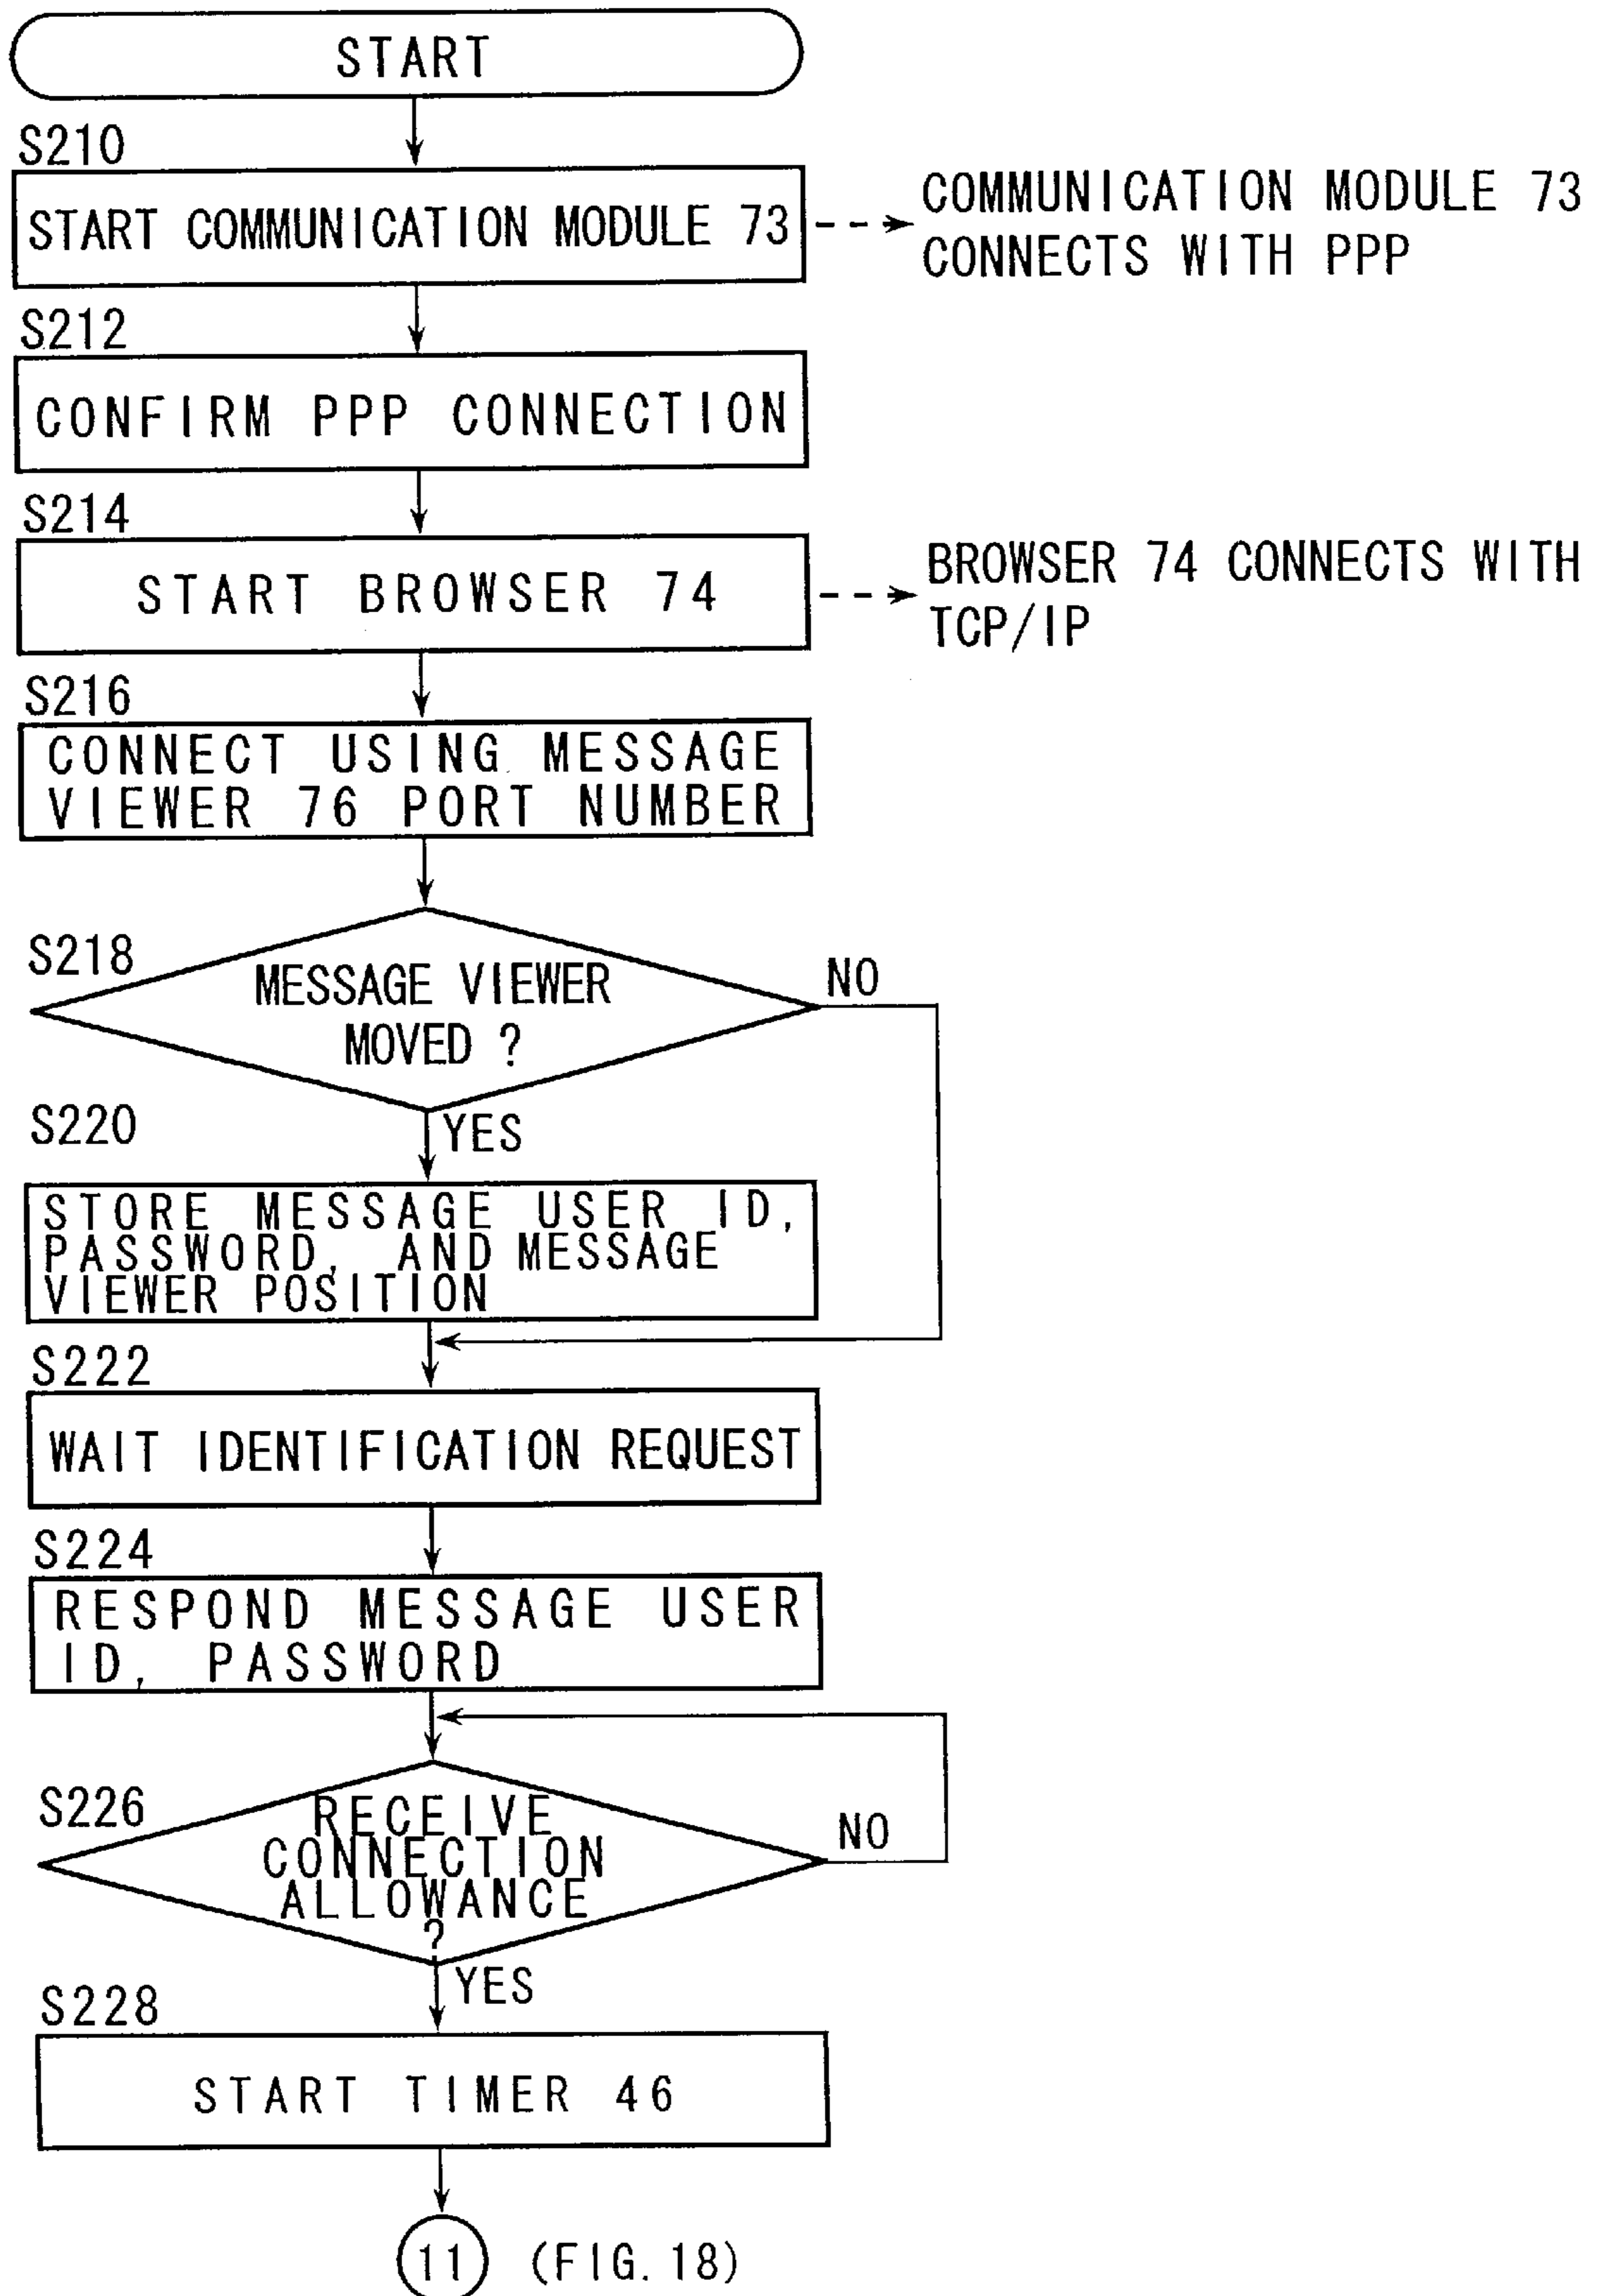 START
S210
START COMMUNICATION MODULE 73
COMMUNICATION MODULE 73
CONNECTS WITH PPP
S212
CONFIRM PPP CONNECTION
S214
START BROWSER 74
BROWSER 74 CONNECTS WITH
TCP/IP
S216
CONNECT USING MESSAGE
VIEWER 76 PORT NUMBER
S218
MESSAGE VIEWER
MOVED ?
NO
YES
S220
STORE MESSAGE USER ID,
PASSWORD, AND MESSAGE
VIEWER POSITION
S222
WAIT IDENTIFICATION REQUEST
S224
RESPOND MESSAGE USER
ID, PASSWORD
S226
RECEIVE
CONNECTION
ALLOWANCE
?
NO
YES
S228
START TIMER 46
11 (FIG. 18)